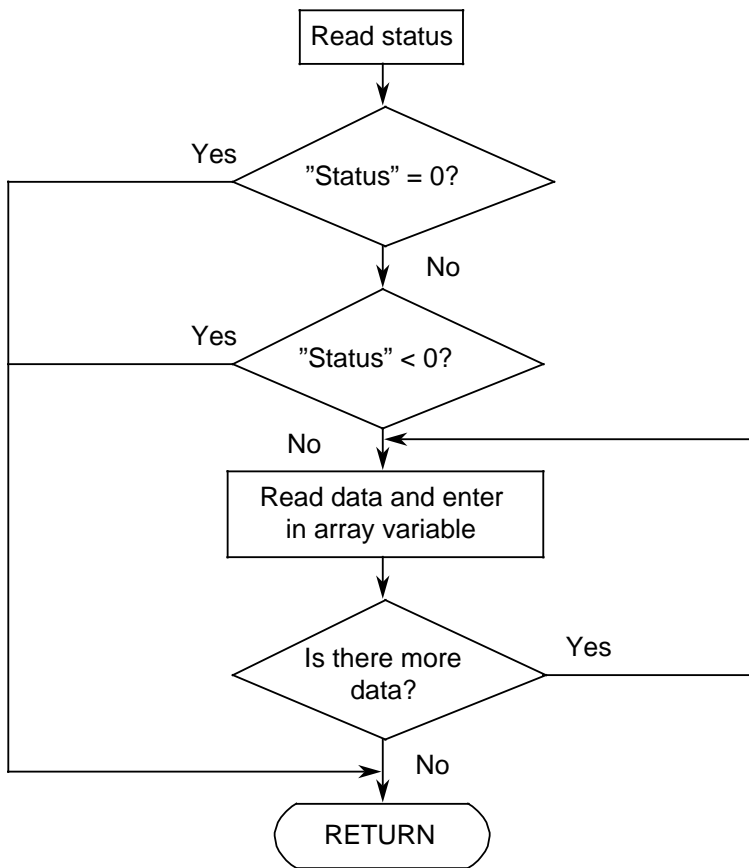 Read status
Yes
”Status” = 0?
No
Yes
”Status” < 0?
No
Read data and enter
in array variable
Is there more
data?
Yes
No
RETURN